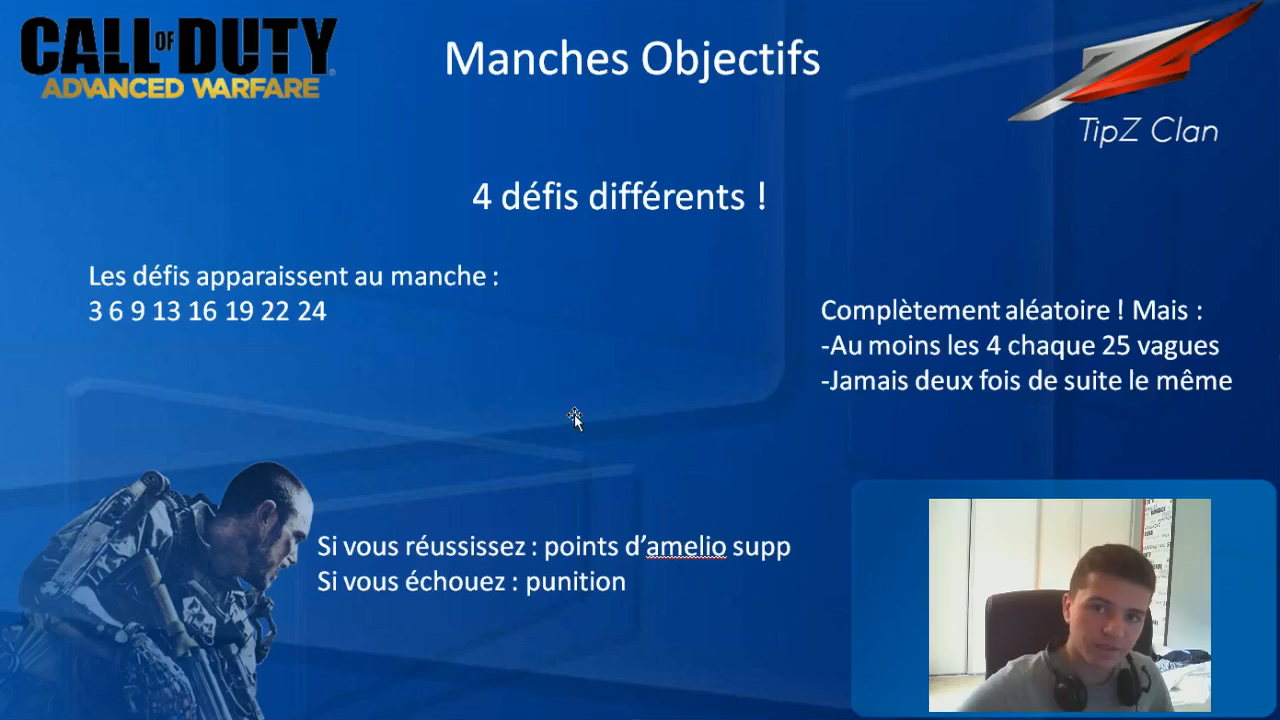 CALL OF DUTY
ADVANCED WARFARE
Manches Objectifs
TipZ Clan
4 défis différents !
Les défis apparaissent au manche :
3 6 9 13 16 19 22 24
Complètement aléatoire ! Mais :
-Au moins les 4 chaque 25 vagues
-Jamais deux fois de suite le même
Si vous réussissez : points d’amelio supp
Si vous échouez : punition